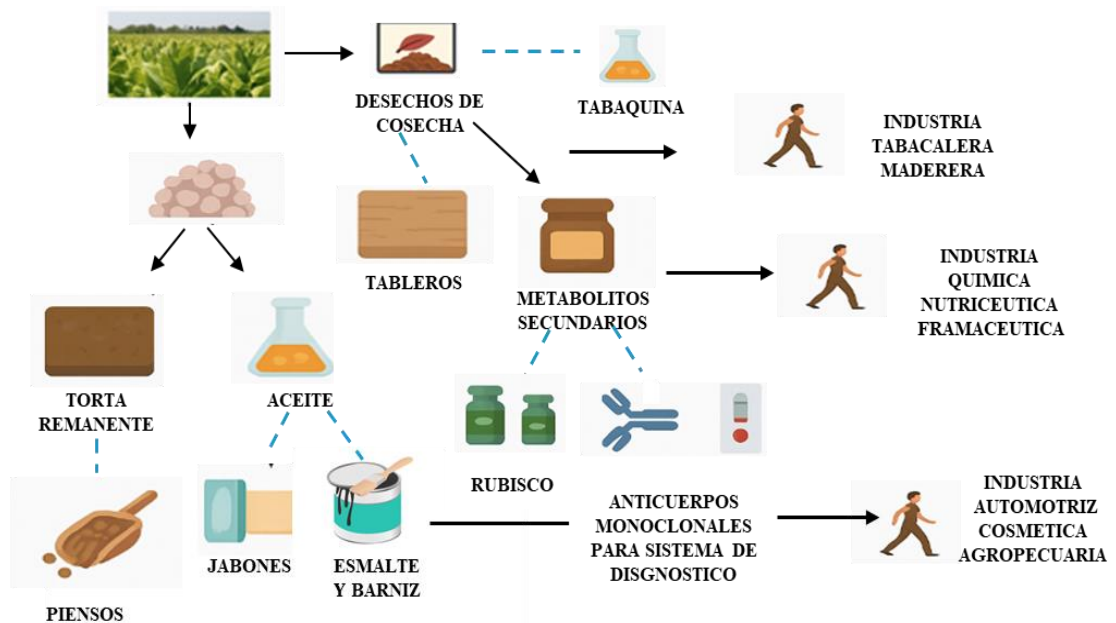 DESECHOS DE
COSECHA
TABAQUINA
INDUSTRIA
TABACALERA
MADERERA
TABLEROS
METABOLITOS
SECUNDARIOS
INDUSTRIA
QUIMICA
NUTRICEUTICA
FRAMACEUTICA
TORTA
REMANENTE
ACEITE
RUBISCO
ANTICUERPOS
MONOCLONALES
PARA SISTEMA DE
DISGNOSTICO
INDUSTRIA
AUTOMOTRIZ
COSMETICA
AGROPECUARIA
JABONES
ESMALTE
Y BARNIZ
PIENSOS